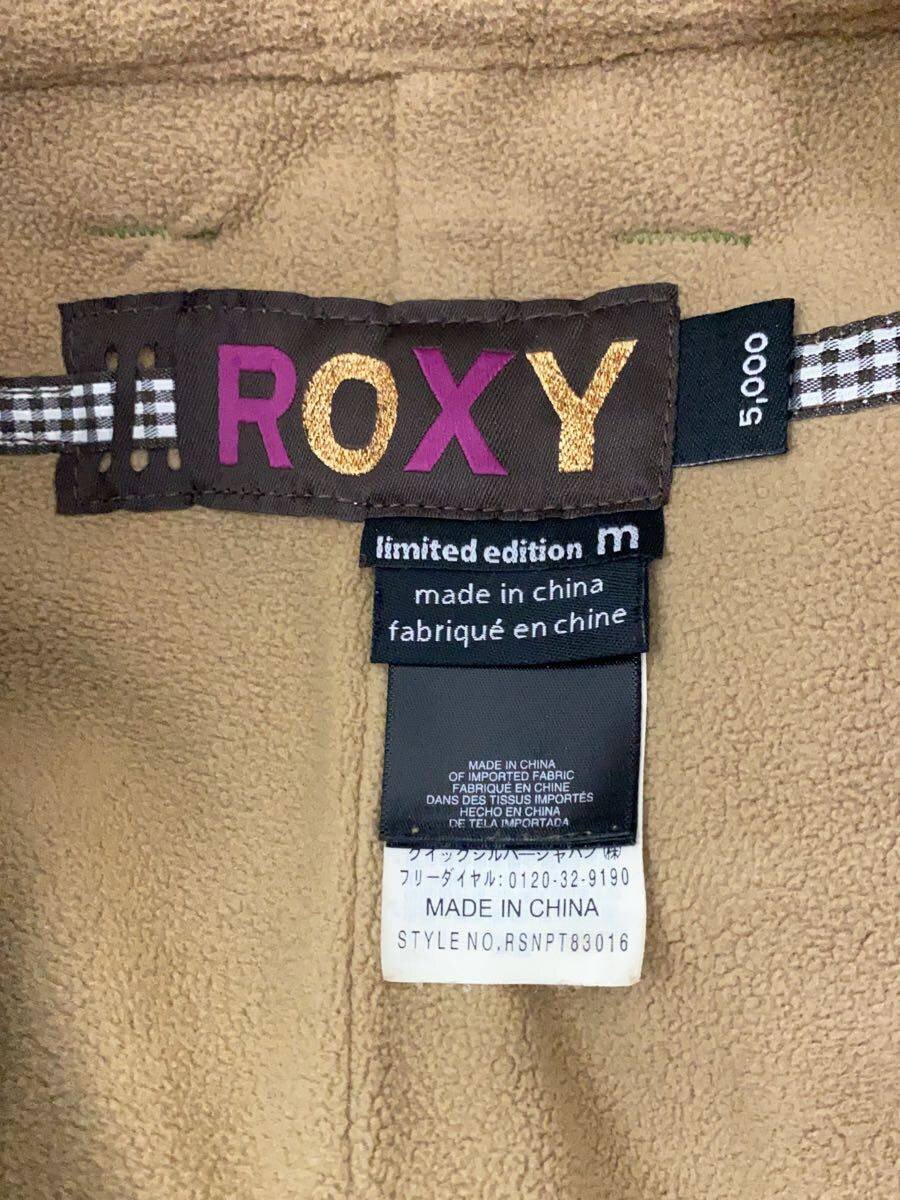 ROXY
5,000
limited edition m
made in china
fabriqué en chine
MADE IN CHINA
OF IMPORTED FABRIC
FABRIQUÉ EN CHINE
DANS DES TISSUS IMPORTÉS
HECHO EN CHINA
DE TELA IMPORTADA
クイックシルバージャパン(株)
フリーダイヤル:0120-32-9190
MADE IN CHINA
STYLE NO.RSNPT83016